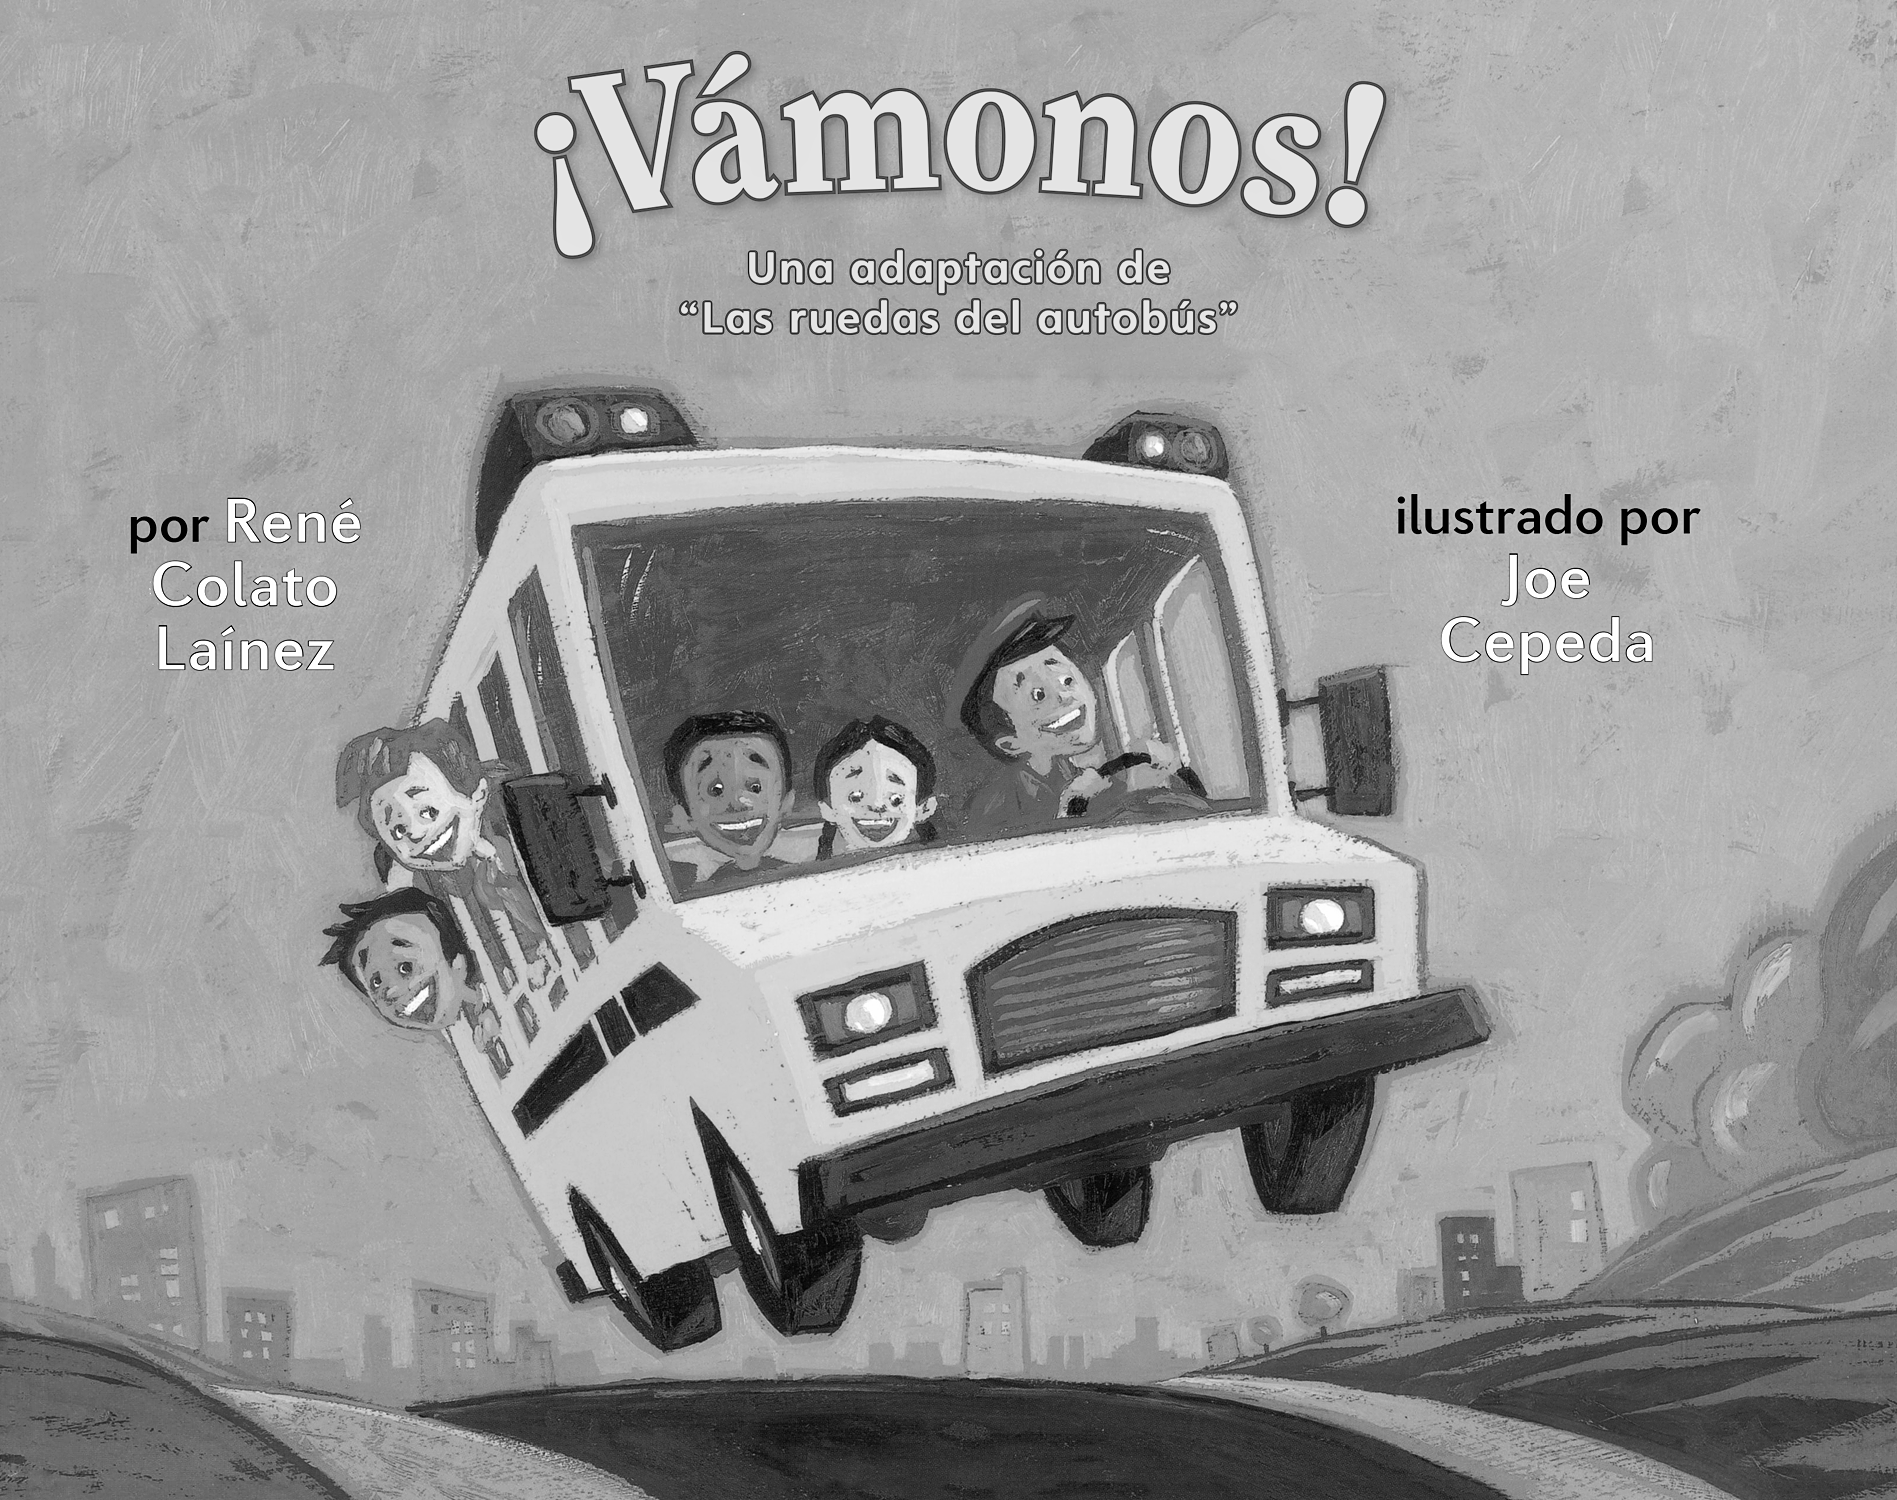 ¡Vámonos!
Una adaptación de
“Las ruedas del autobús”
por René
Colato
Laínez
ilustrado por
Joe
Cepeda